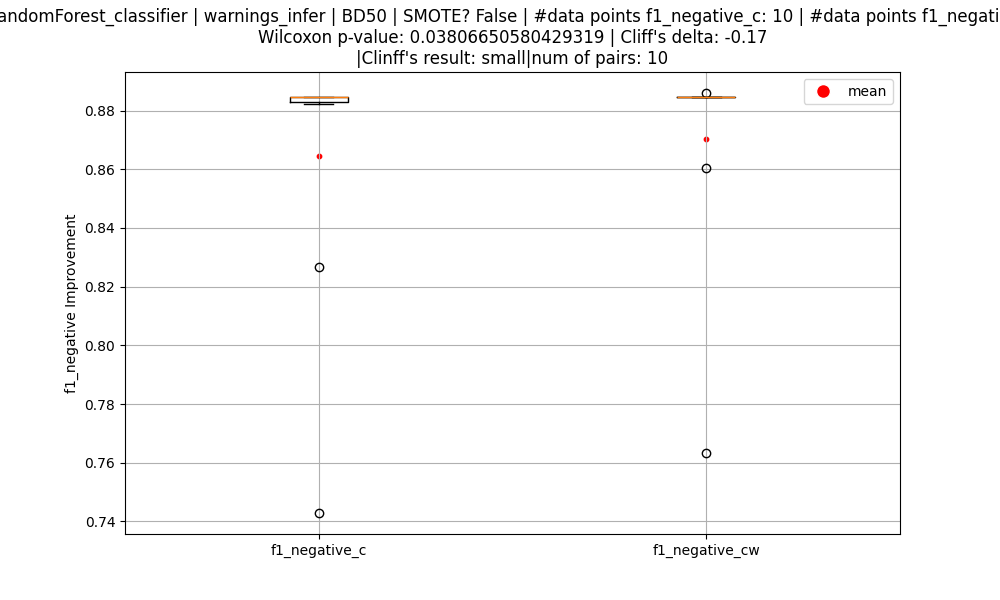 andomForest_classifier | warnings_infer | BD50 | SMOTE? False | #data points f1_negative_c: 10 | #data points f1_negati
Wilcoxon p-value: 0.03806650580429319 | Cliff's delta: -0.17
|Clinff's result: small|num of pairs: 10
mean
0.88
0.86
0.84
0.82
0.80
0.78
0.76
0.74
f1_negative Improvement
f1_negative_c
f1_negative_cw